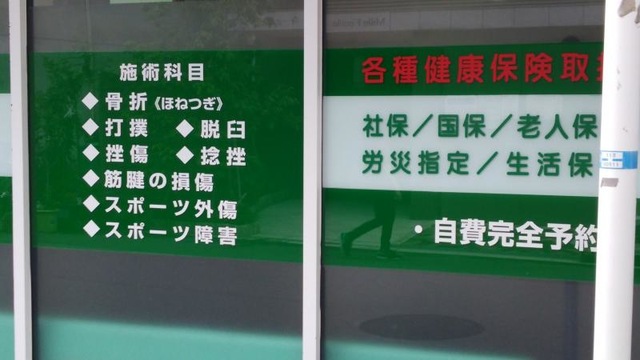 施術科目
◆骨折《ほねつぎ》
◆打撲 ◆脱臼
◆挫傷 ◆捻挫
◆筋腱の損傷
◆スポーツ外傷
◆スポーツ障害
各種健康保険取扱
社保/国保/老人保
労災指定/生活保
・自費完全予約